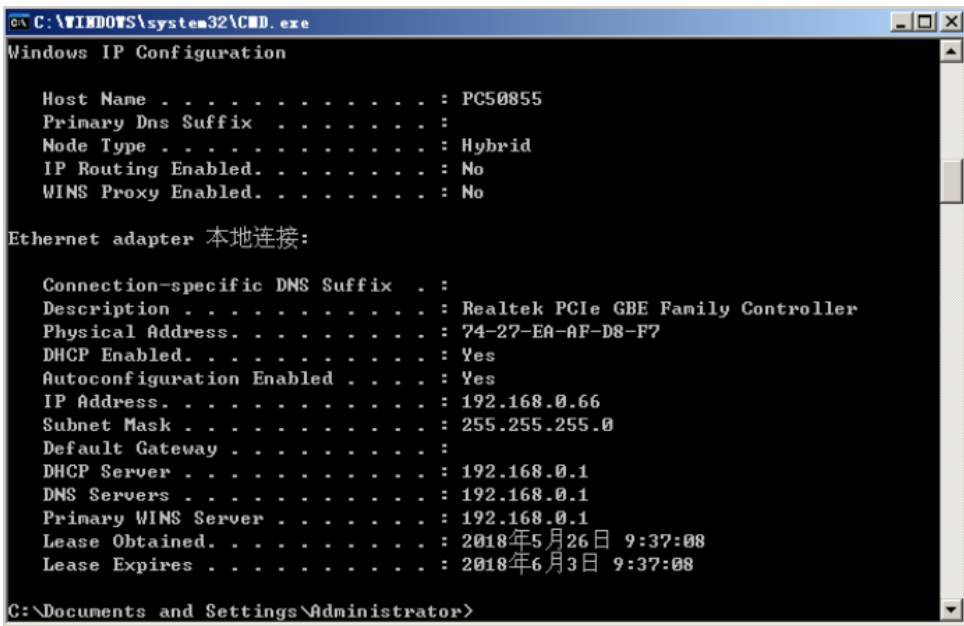 C:\WINDOWS\system32\CMD.exe
Windows IP Configuration
Host Name . . . . . . . . . . . . : PC50855
Primary Dns Suffix . . . . . . . :
Node Type . . . . . . . . . . . . : Hybrid
IP Routing Enabled. . . . . . . . : No
WINS Proxy Enabled. . . . . . . . : No
Ethernet adapter 本地连接:
Connection-specific DNS Suffix . :
Description . . . . . . . . . . . : Realtek PCIe GBE Family Controller
Physical Address. . . . . . . . . : 74-27-EA-AF-D8-F7
DHCP Enabled. . . . . . . . . . . : Yes
Autoconfiguration Enabled . . . . : Yes
IP Address. . . . . . . . . . . . : 192.168.0.66
Subnet Mask . . . . . . . . . . . : 255.255.255.0
Default Gateway . . . . . . . . . :
DHCP Server . . . . . . . . . . . : 192.168.0.1
DNS Servers . . . . . . . . . . . : 192.168.0.1
Primary WINS Server . . . . . . . : 192.168.0.1
Lease Obtained. . . . . . . . . . : 2018年5月26日 9:37:08
Lease Expires . . . . . . . . . . : 2018年6月3日 9:37:08
C:\Documents and Settings\Administrator>